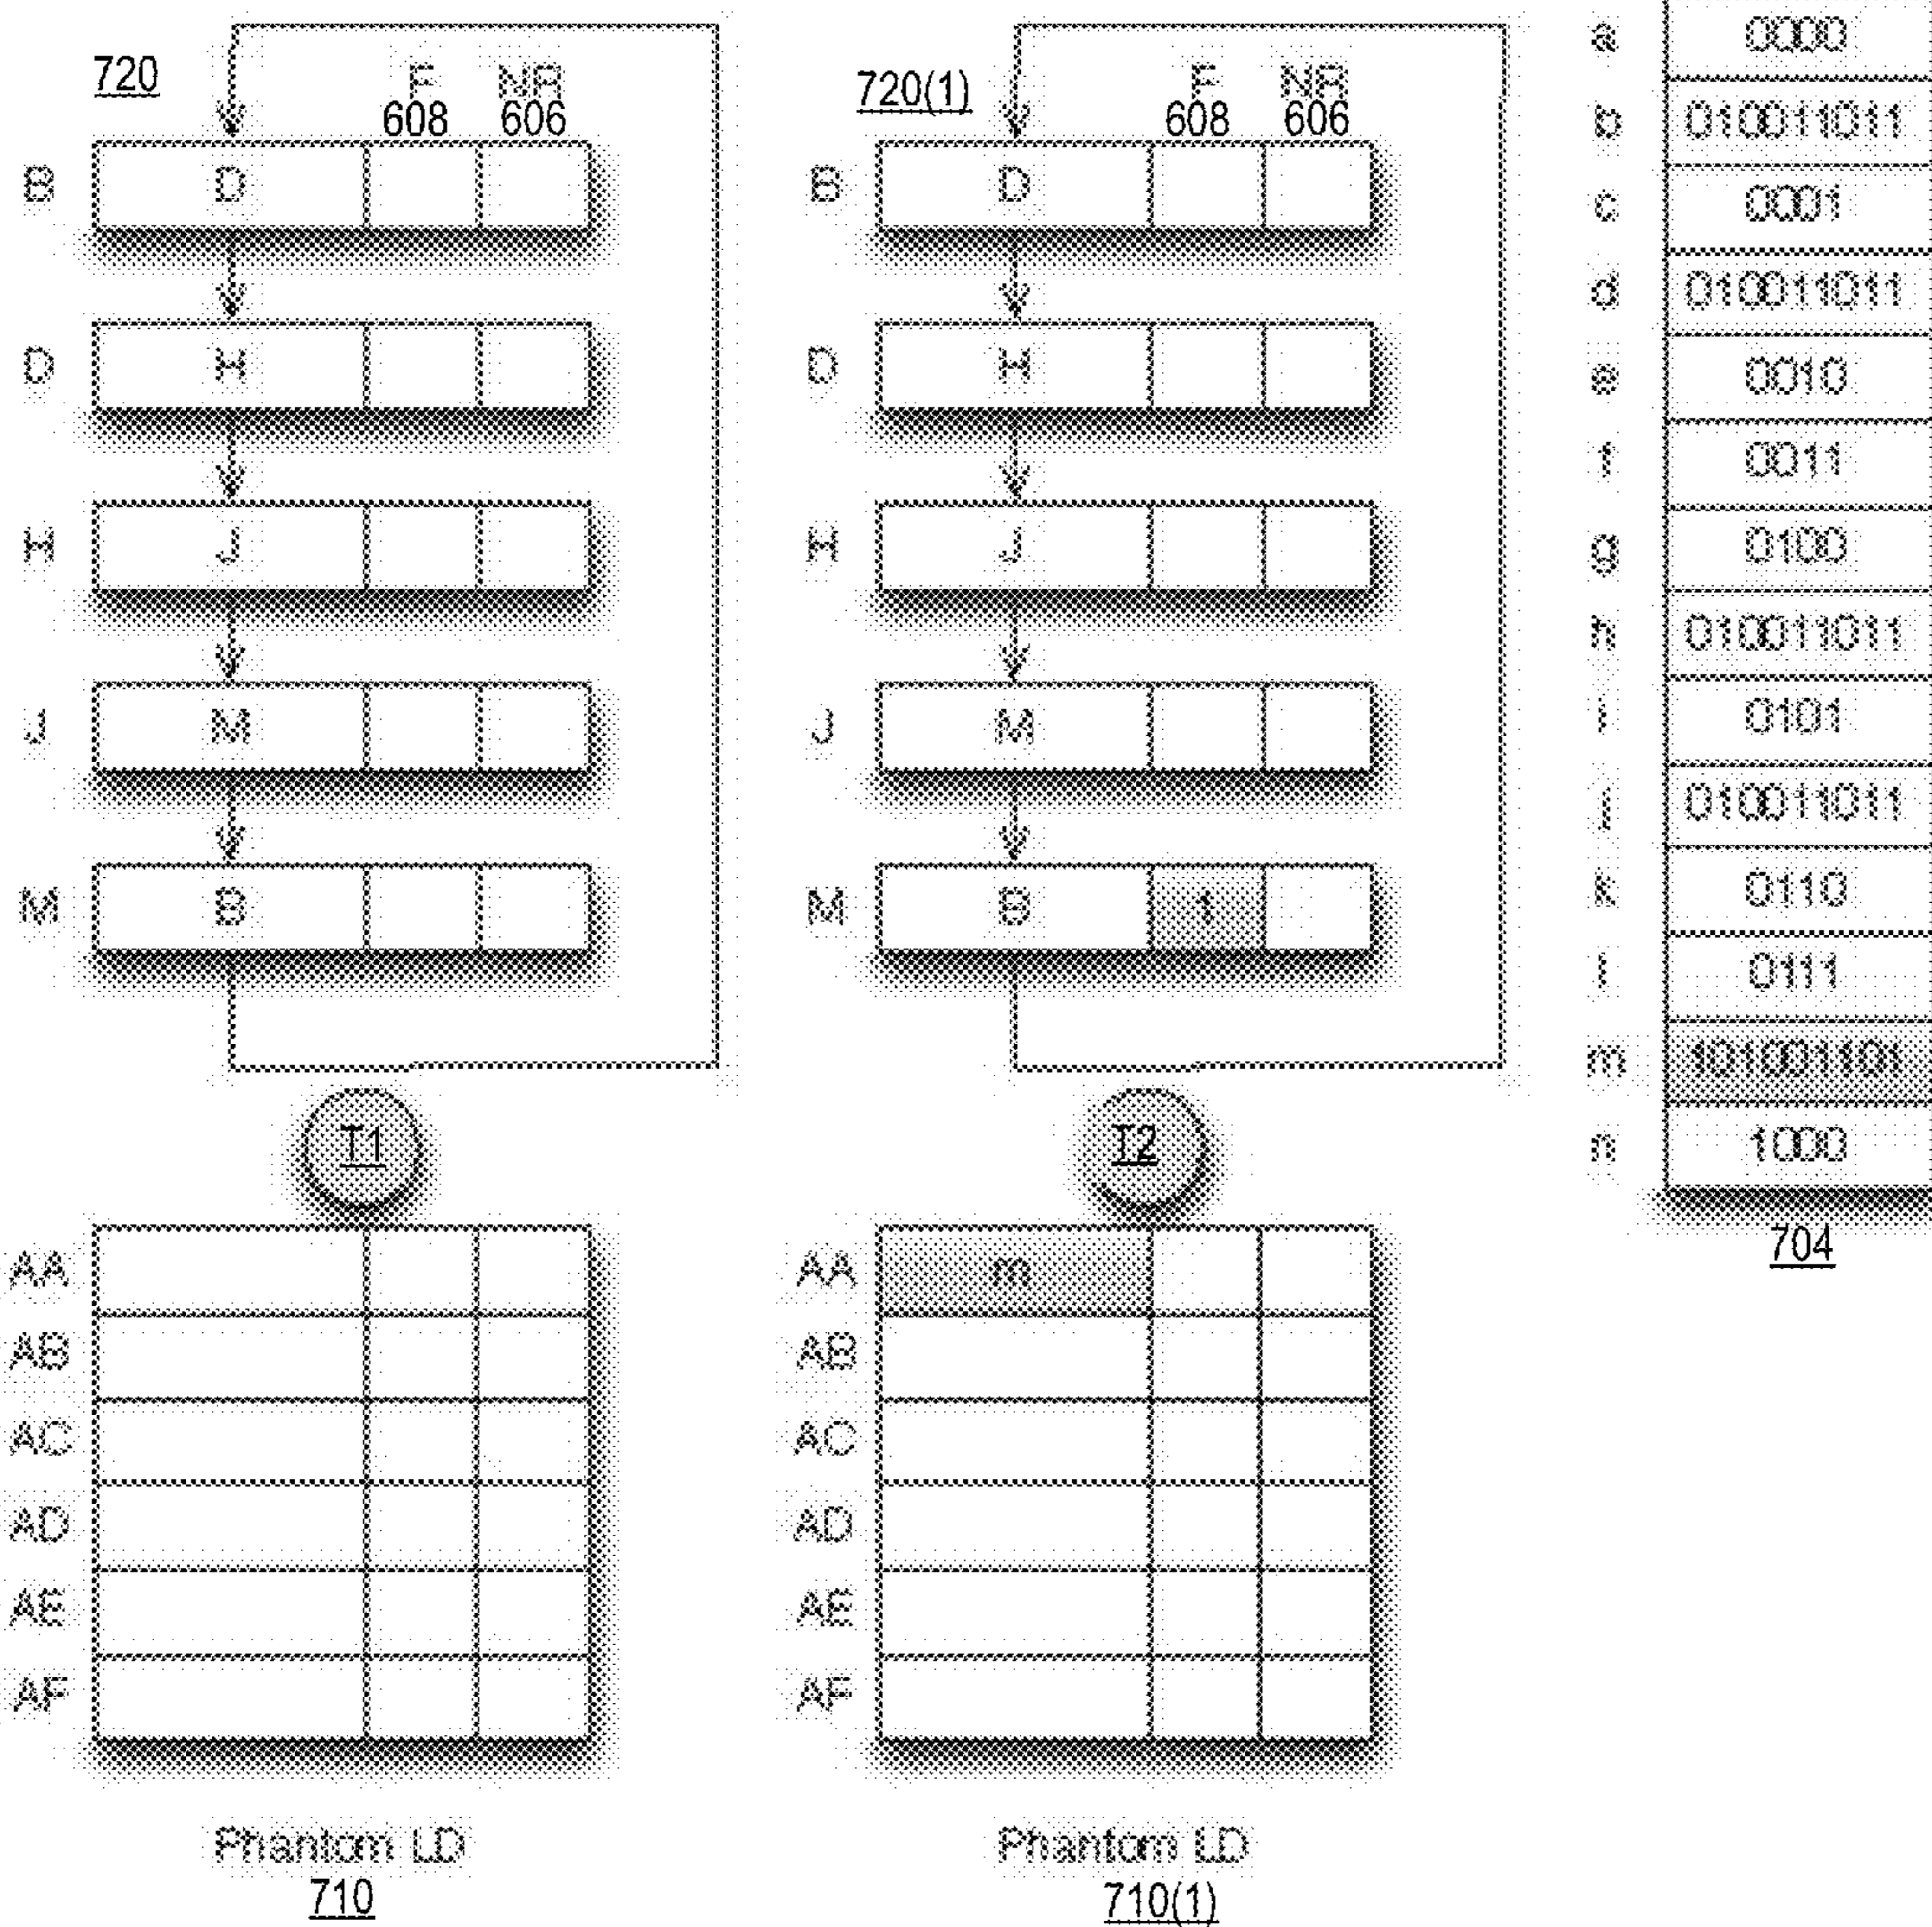 720
F NR
608 606
B D
D H
H J
J M
M B
T1
AA
AB
AC
AD
AE
AF
Phantom LD
710
720(1)
F NR
608 606
B D
D H
H J
J M
M B 1
T2
AA m
AB
AC
AD
AE
AF
Phantom LD
710(1)
a 0000
b 010011011
c 0001
d 010011011
e 0010
f 0011
g 0100
h 010011011
i 0101
j 010011011
k 0110
l 0111
m 101001101
n 1000
704